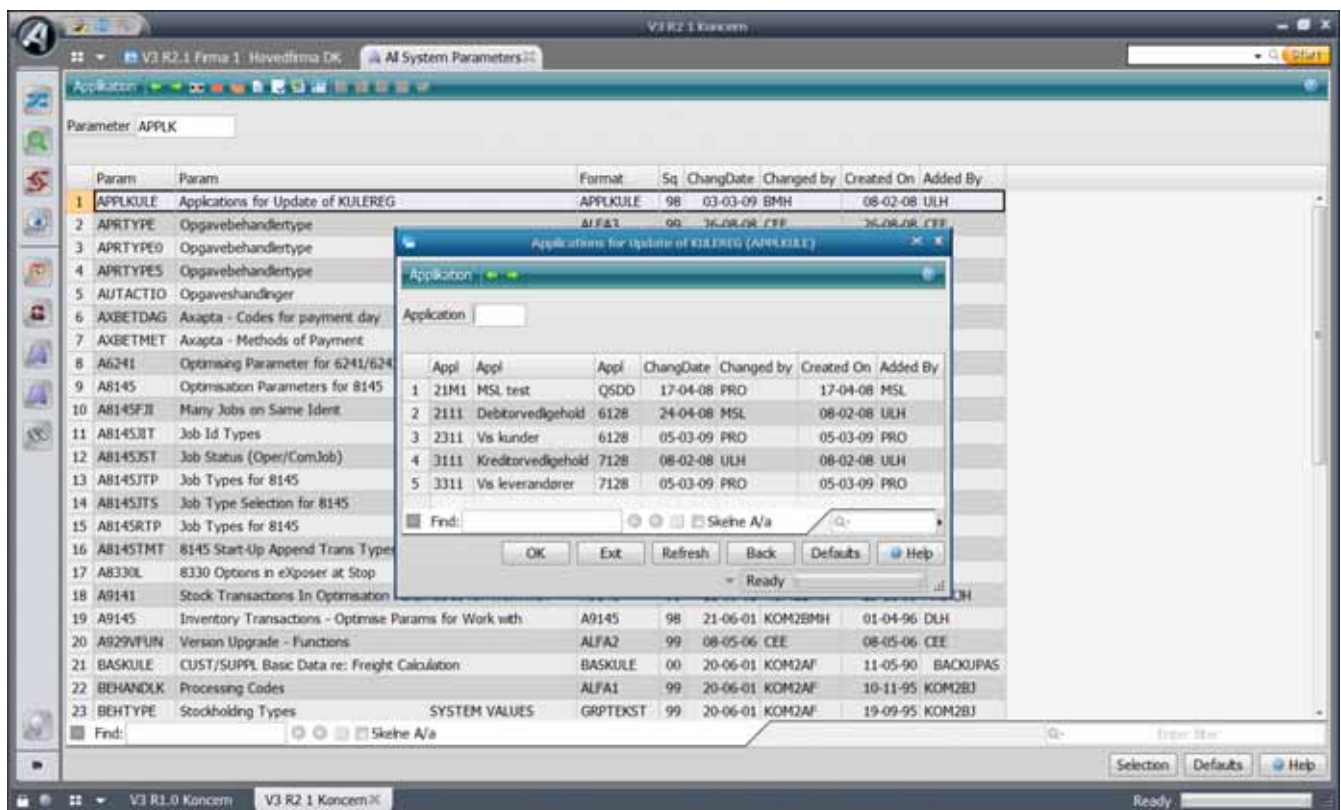 V3 R2 1 Koncern
V3 R2.1 Firma 1 Hovedfirma DK All System Parameters Start
Applikation
Parameter APPLK
Param Param Format Sq ChangDate Changed by Created On Added By
1 APPLKULE Applications for Update of KULEREG APPLKULE 98 03-03-09 BMH 08-02-08 ULH
2 APRTYPE Opgavebehandlertype ALFA3 99 26-08-08 CEE 26-08-08 CEE
3 APRTYPE0 Opgavebehandlertype
4 APRTYPES Opgavebehandlertype
5 AUTACTIO Opgaveshandlinger
6 AXBETDAG Axapta - Codes for payment day
7 AXBETMET Axapta - Methods of Payment
8 A6241 Optimising Parameter for 6241/624
9 A8145 Optimisation Parameters for 8145
10 A8145FJI Many Jobs on Same Ident
11 A8145JIT Job Id Types
12 A8145JST Job Status (Oper/ComJob)
13 A8145JTP Job Types for 8145
14 A8145JTS Job Type Selection for 8145
15 A8145RTP Job Types for 8145
16 A8145TMT 8145 Start-Up Append Trans Types
17 A8330L 8330 Options in eXposer at Stop
18 A9141 Stock Transactions In Optimisation
19 A9145 Inventory Transactions - Optimise Params for Work with A9145 98 21-06-01 KOM2BMH 01-04-96 DLH
20 A929VFUN Version Upgrade - Functions ALFA2 99 08-05-06 CEE 08-05-06 CEE
21 BASKULE CUST/SUPPL Basic Data re: Freight Calculation BASKULE 00 20-06-01 KOM2AF 11-05-90 BACKUPAS
22 BEHANDLK Processing Codes ALFA1 99 20-06-01 KOM2AF 10-11-95 KOM2BJ
23 BEHTYPE Stockholding Types SYSTEM VALUES GRPTEKST 99 20-06-01 KOM2AF 19-09-95 KOM2BJ
Find: Skelne A/a Enter filter
Selection Defaults Help
V3 R1.0 Koncern V3 R2 1 Koncern Ready
Applications for Update of KULEREG (APPLKULE)
Applikation
Application
Appl Appl Appl ChangDate Changed by Created On Added By
1 21M1 MSL test QSDD 17-04-08 PRO 17-04-08 MSL
2 2111 Debitorvedligehold 6128 24-04-08 MSL 08-02-08 ULH
3 2311 Vis kunder 6128 05-03-09 PRO 05-03-09 PRO
4 3111 Kreditorvedligehold 7128 08-02-08 ULH 08-02-08 ULH
5 3311 Vis leverandører 7128 05-03-09 PRO 05-03-09 PRO
Find: Skelne A/a
OK Exit Refresh Back Defaults Help
Ready